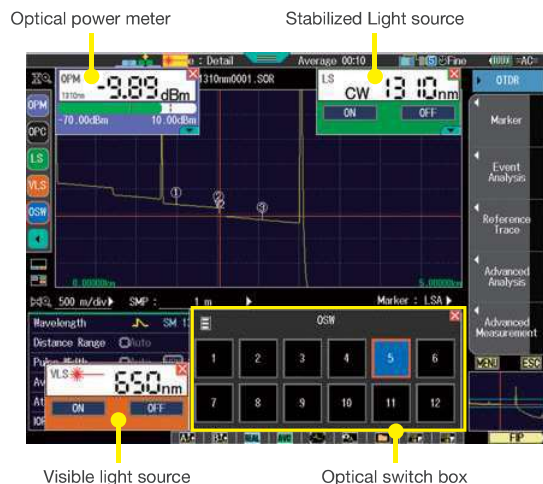 Optical power meter
Stabilized Light source
: Detail
Average 00:10
Fine
=AC=
OPM
1310nm
-9.89 dBm
-70.00dBm 10.00dBm
1310nm0001.SOR
LS
CW 1310nm
ON OFF
OTDR
OPM
OPC
LS
VLS
OSW
Marker
Event
Analysis
Reference
Trace
Advanced
Analysis
Advanced
Measurement
① ② ③
0.00000km 5.00000km
500 m/div
SMP : 1 m
Marker : LSA
Wavelength SM
Distance Range Auto
OSW
1 2 3 4 5 6
7 8 9 10 11 12
MENU ESC
VLS
650nm
ON OFF
REAL AVG
FIP
Visible light source
Optical switch box